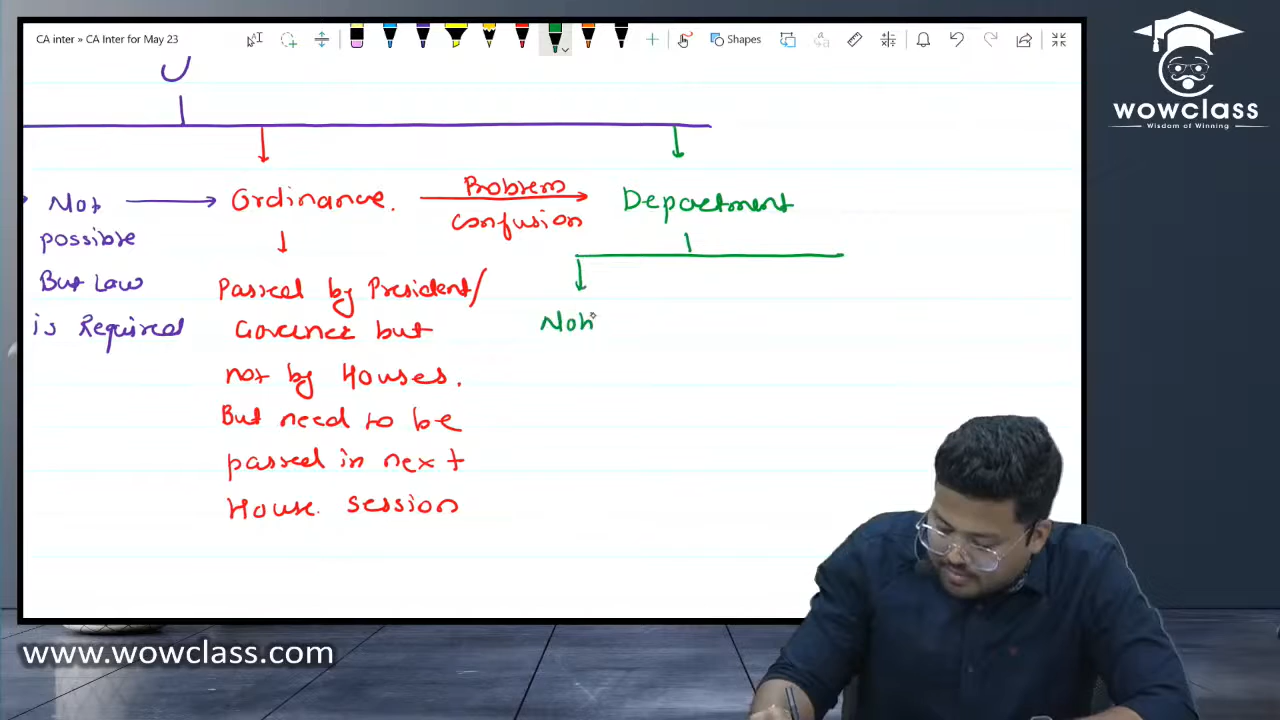 CA inter » CA Inter for May 23
Shapes
wowclass
Wisdom of Winning
Not
possible
But Law
is Required
Ordinance.
Problem
confusion
Department
Passed by President/
Governer but
not by Houses.
But need to be
passed in next
House. session
Noti
www.wowclass.com